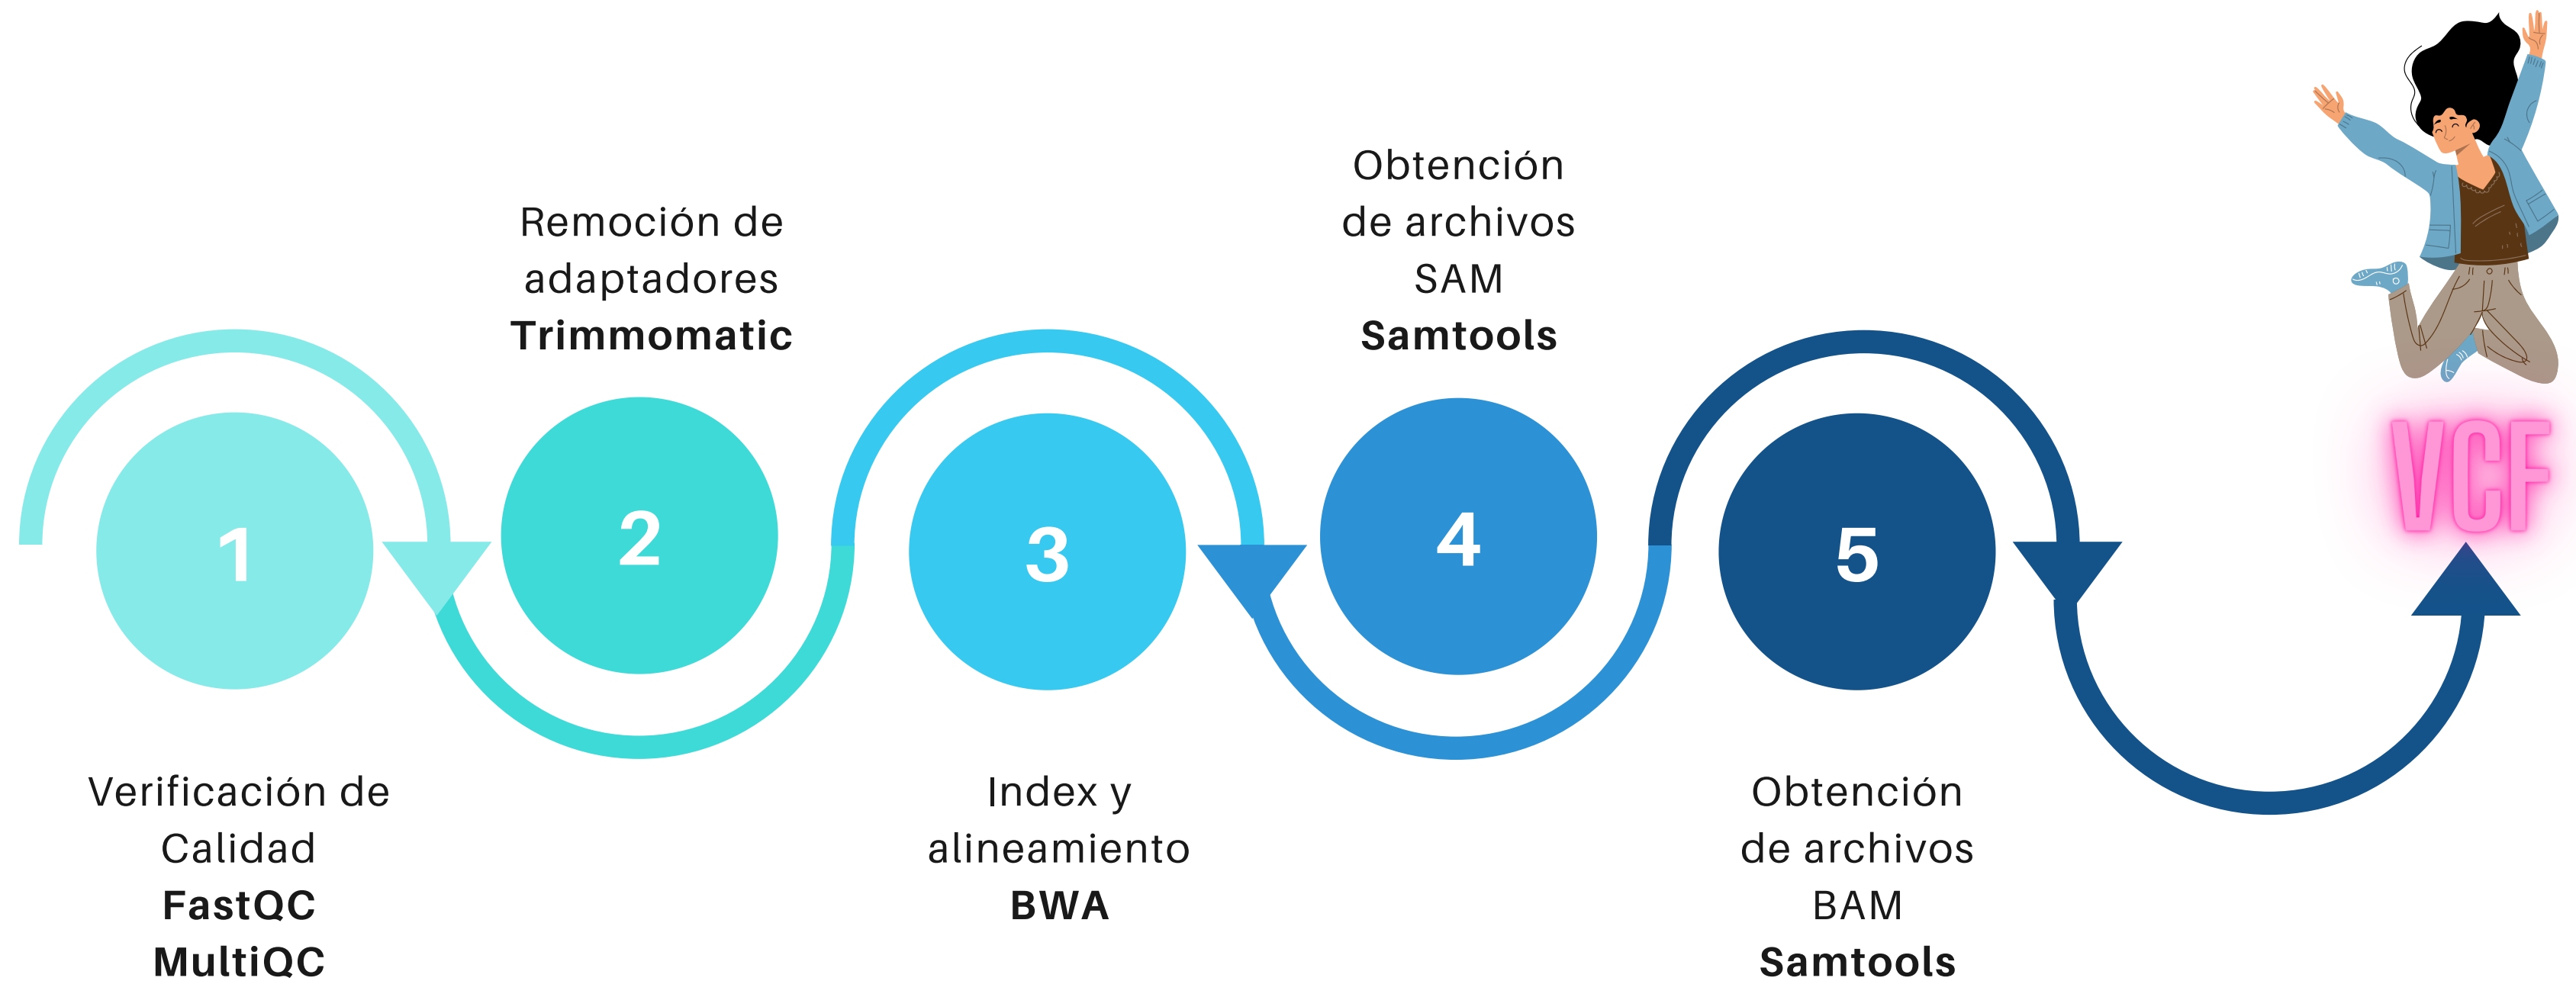 1
Verificación de
Calidad
FastQC
MultiQC
Remoción de
adaptadores
Trimmomatic
2
3
Index y
alineamiento
BWA
Obtención
de archivos
SAM
Samtools
4
5
Obtención
de archivos
BAM
Samtools
VCF